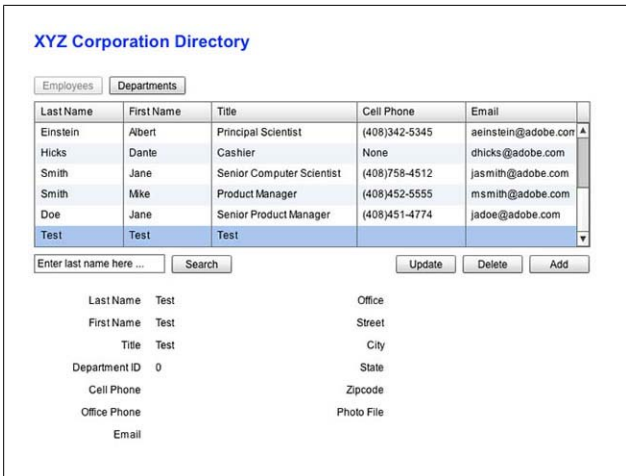 XYZ Corporation Directory
Employees Departments
Last Name First Name Title Cell Phone Email
Einstein Albert Principal Scientist (408)342-5345 aeinstein@adobe.com
Hicks Dante Cashier None dhicks@adobe.com
Smith Jane Senior Computer Scientist (408)758-4512 jasmith@adobe.com
Smith Mike Product Manager (408)452-5555 msmith@adobe.com
Doe Jane Senior Product Manager (408)451-4774 jadoe@adobe.com
Test Test Test
Enter last name here ... Search Update Delete Add
Last Name Test Office
First Name Test Street
Title Test City
Department ID 0 State
Cell Phone Zipcode
Office Phone Photo File
Email